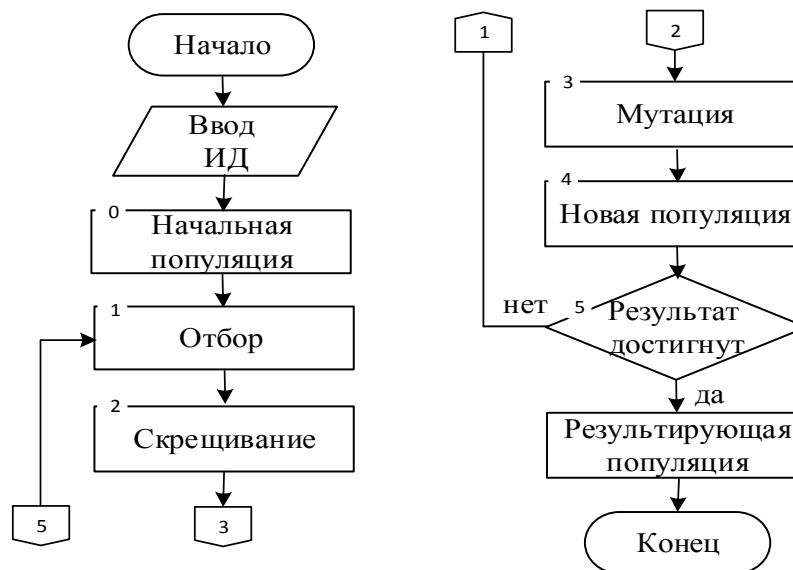 Начало
Ввод
ИД
0
Начальная
популяция
1
Отбор
2
Скрещивание
5
3
1
2
3
Мутация
4
Новая популяция
нет
5
Результат
достигнут
да
Результирующая
популяция
Конец